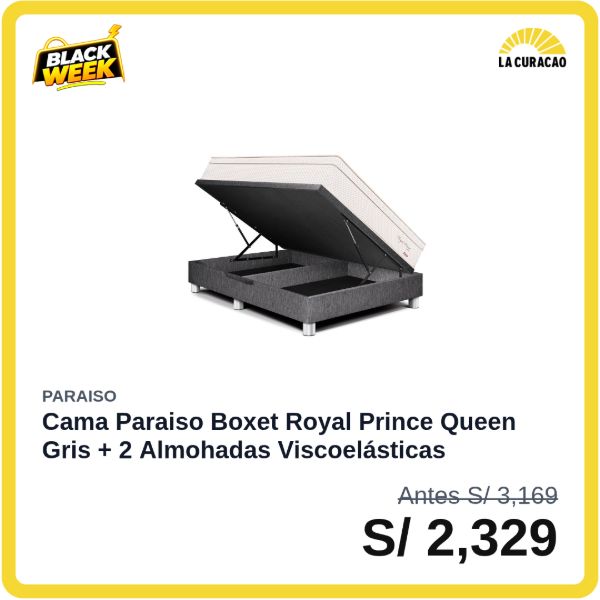 BLACK
WEEK
LA CURACAO
PARAISO
Cama Paraiso Boxet Royal Prince Queen
Gris + 2 Almohadas Viscoelásticas
Antes S/ 3,169
S/ 2,329